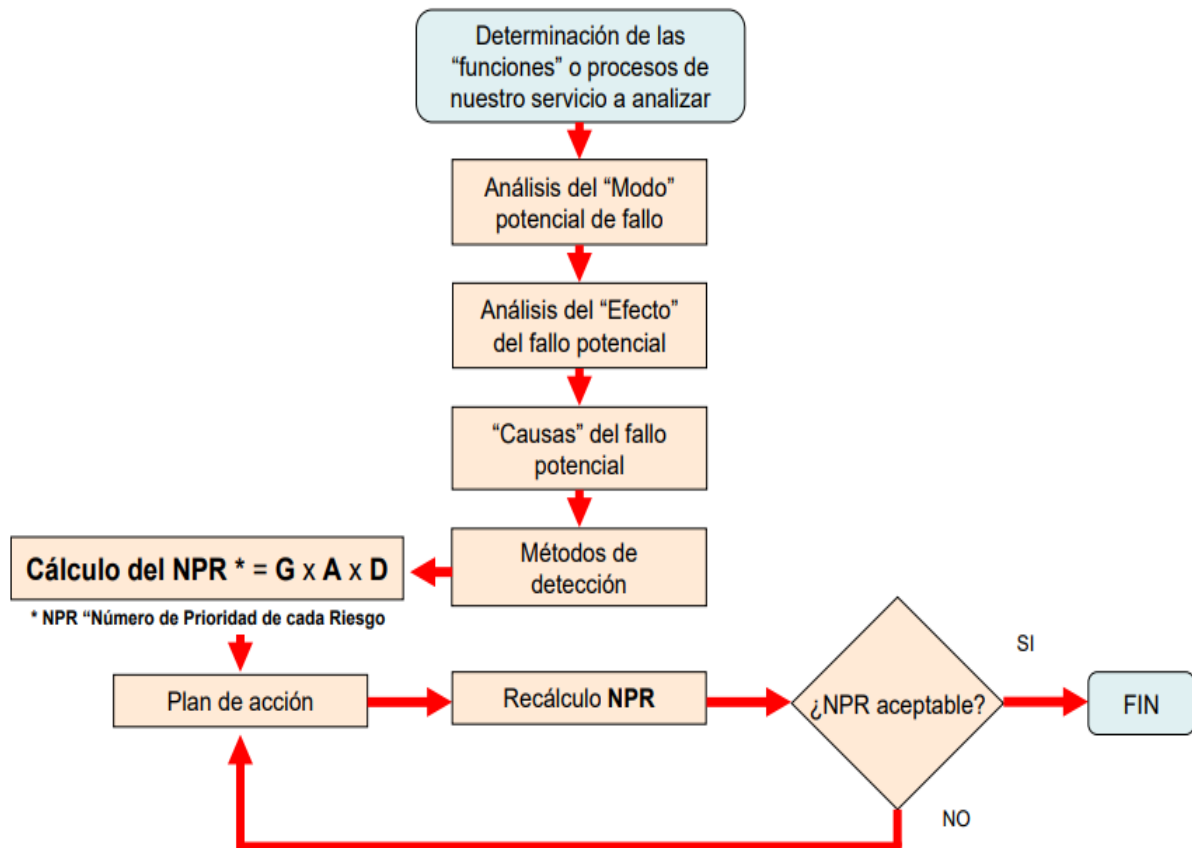 Determinación de las
“funciones” o procesos de
nuestro servicio a analizar
Análisis del “Modo”
potencial de fallo
Análisis del “Efecto”
del fallo potencial
“Causas” del fallo
potencial
Métodos de
detección
Cálculo del NPR * = G x A x D
* NPR “Número de Prioridad de cada Riesgo
Plan de acción
Recálculo NPR
¿NPR aceptable?
SI
FIN
NO